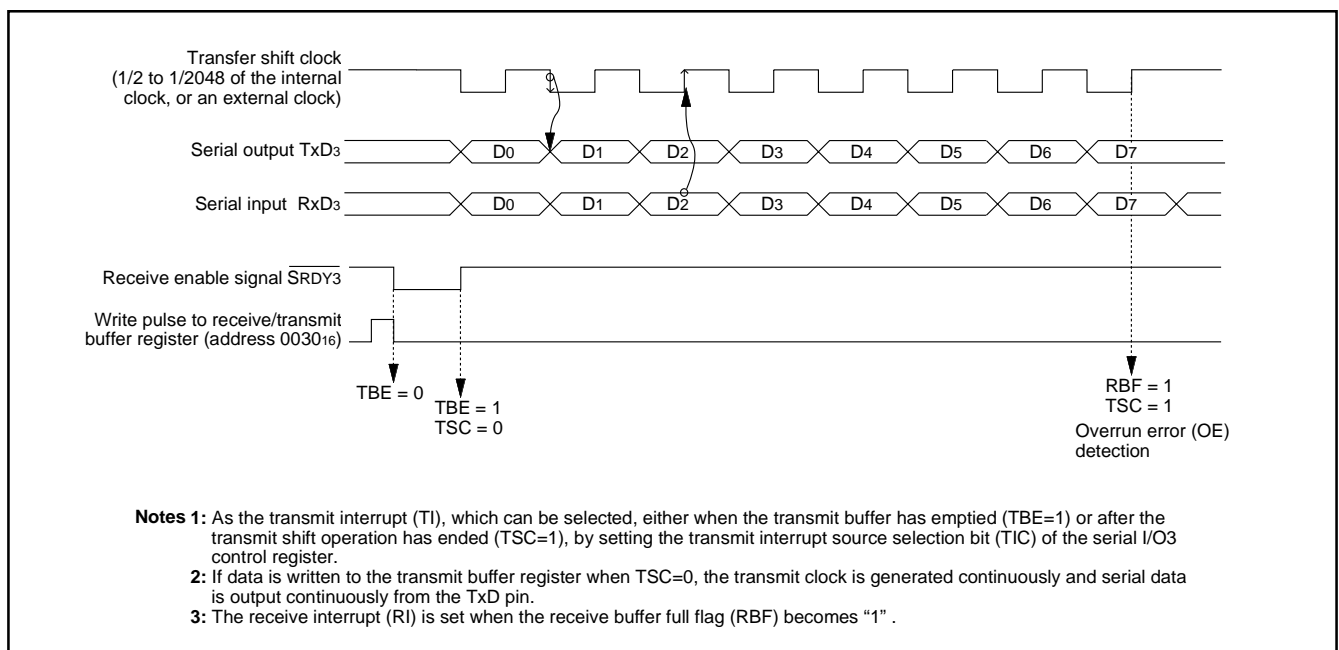 Transfer shift clock
(1/2 to 1/2048 of the internal
clock, or an external clock)
Serial output TxD3
D0 D1 D2 D3 D4 D5 D6 D7
Serial input RxD3
D0 D1 D2 D3 D4 D5 D6 D7
Receive enable signal S̅R̅D̅Y̅3̅
Write pulse to receive/transmit
buffer register (address 003016)
TBE = 0
TBE = 1
TSC = 0
RBF = 1
TSC = 1
Overrun error (OE)
detection
Notes 1: As the transmit interrupt (TI), which can be selected, either when the transmit buffer has emptied (TBE=1) or after the
transmit shift operation has ended (TSC=1), by setting the transmit interrupt source selection bit (TIC) of the serial I/O3
control register.
2: If data is written to the transmit buffer register when TSC=0, the transmit clock is generated continuously and serial data
is output continuously from the TxD pin.
3: The receive interrupt (RI) is set when the receive buffer full flag (RBF) becomes “1” .